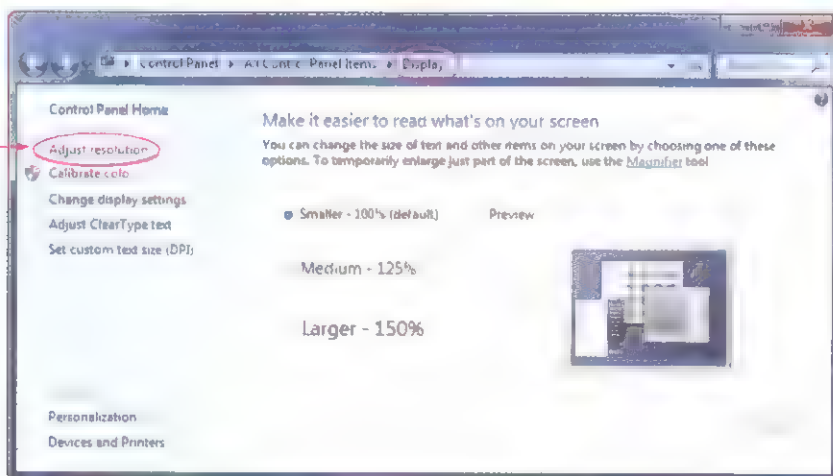 Control Panel ▸ All Control Panel Items ▸ Display
Control Panel Home
Adjust resolution
Calibrate color
Change display settings
Adjust ClearType text
Set custom text size (DPI)
Make it easier to read what's on your screen
You can change the size of text and other items on your screen by choosing one of these
options. To temporarily enlarge just part of the screen, use the Magnifier tool
Smaller - 100% (default)
Preview
Medium - 125%
Larger - 150%
Personalization
Devices and Printers